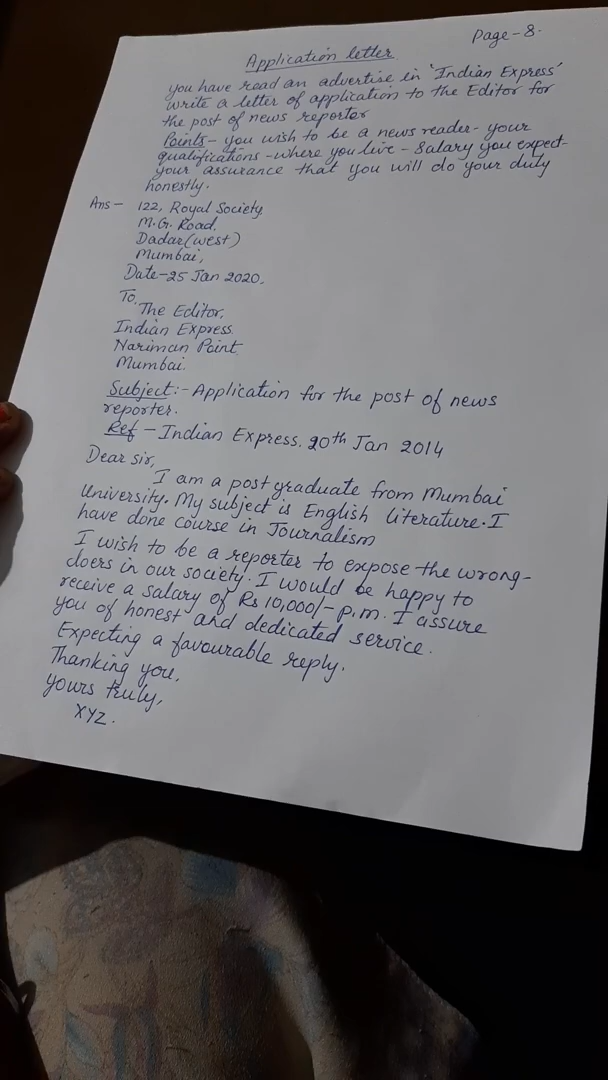 Page-8.
Application letter
you have read an advertise in 'Indian Express'
write a letter of application to the Editor for
the post of news reporter
Points- you wish to be a news reader- your
qualifications -where you live - Salary you expect-
your assurance that you will do your duty
honestly.
Ans - 122, Royal Society
M.G. Road,
Dadar(west)
Mumbai,
Date-25 Jan 2020.
To,
The Editor,
Indian Express
Nariman Point
Mumbai.
Subject:- Application for the post of news
reporter.
Ref - Indian Express, 20th Jan 2014
Dear sir,
I am a post graduate from Mumbai
University. My subject is English literature. I
have done course in Journalism
I wish to be a reporter to expose the wrong-
doers in our society. I would be happy to
receive a salary of Rs 10,000/- p.m. I assure
you of honest and dedicated service.
Expecting a favourable reply.
Thanking you,
yours truly,
XYZ.